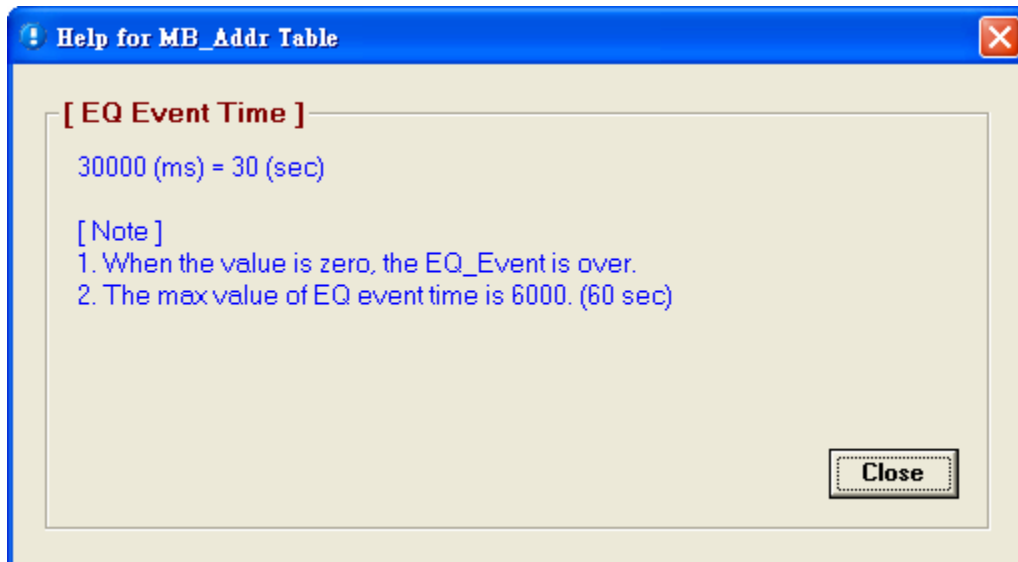 Help for MB_Addr Table
[ EQ Event Time ]
30000 (ms) = 30 (sec)
[ Note ]
1. When the value is zero, the EQ_Event is over.
2. The max value of EQ event time is 6000. (60 sec)
Close